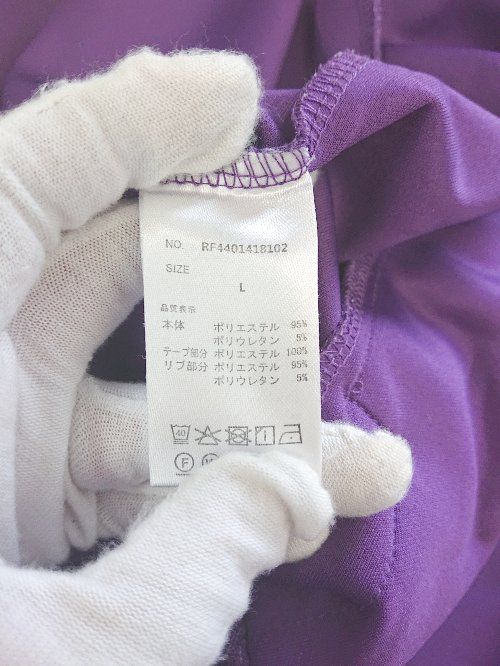 NO. RF4401418102
SIZE
L
品質表示
本体 ポリエステル 95%
ポリウレタン 5%
テープ部分 ポリエステル 100%
リブ部分 ポリエステル 95%
ポリウレタン 5%
40
F